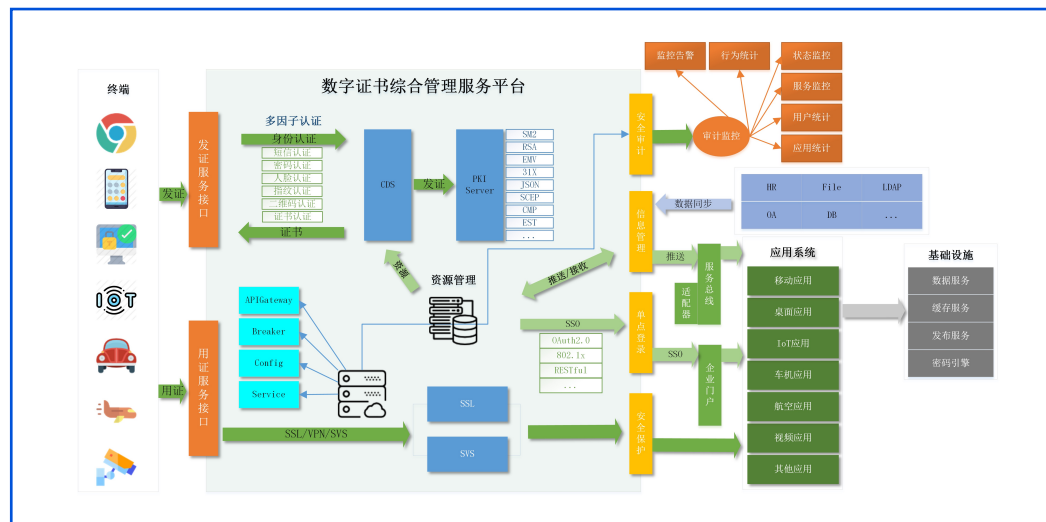 数字证书综合管理服务平台
终端
发证
用证
发证服务接口
用证服务接口
多因子认证
身份认证
短信认证
密码认证
人脸认证
指纹认证
二维码认证
证书认证
证书
CDS
发证
PKI
Server
SM2
RSA
EMV
31X
JSON
SCEP
CMP
EST
...
资源
资源管理
推送/接收
APIGateway
Breaker
Config
Service
SSO
OAuth2.0
802.1x
RESTful
...
SSL/VPN/SVS
SSL
SVS
安全审计
信息管理
单点登录
安全保护
审计监控
监控告警
行为统计
状态监控
服务监控
用户统计
应用统计
数据同步
HR
File
LDAP
OA
DB
...
推送
适配器
服务总线
SSO
企业门户
应用系统
移动应用
桌面应用
IoT应用
车机应用
航空应用
视频应用
其他应用
基础设施
数据服务
缓存服务
发布服务
密码引擎
IOT